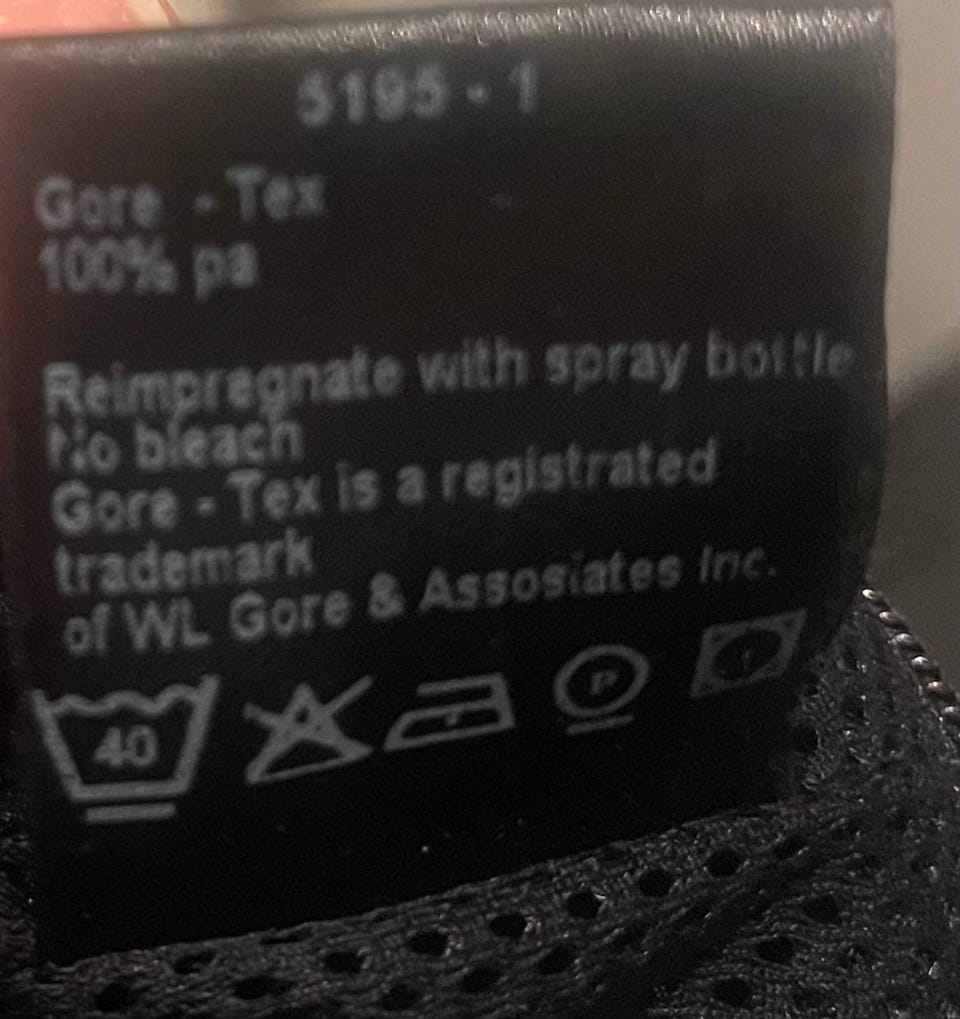 5195 - 1
Gore - Tex
100% pa
Reimpregnate with spray bottle
No bleach
Gore - Tex is a registrated
trademark
of WL Gore & Assosiates Inc.
40 P